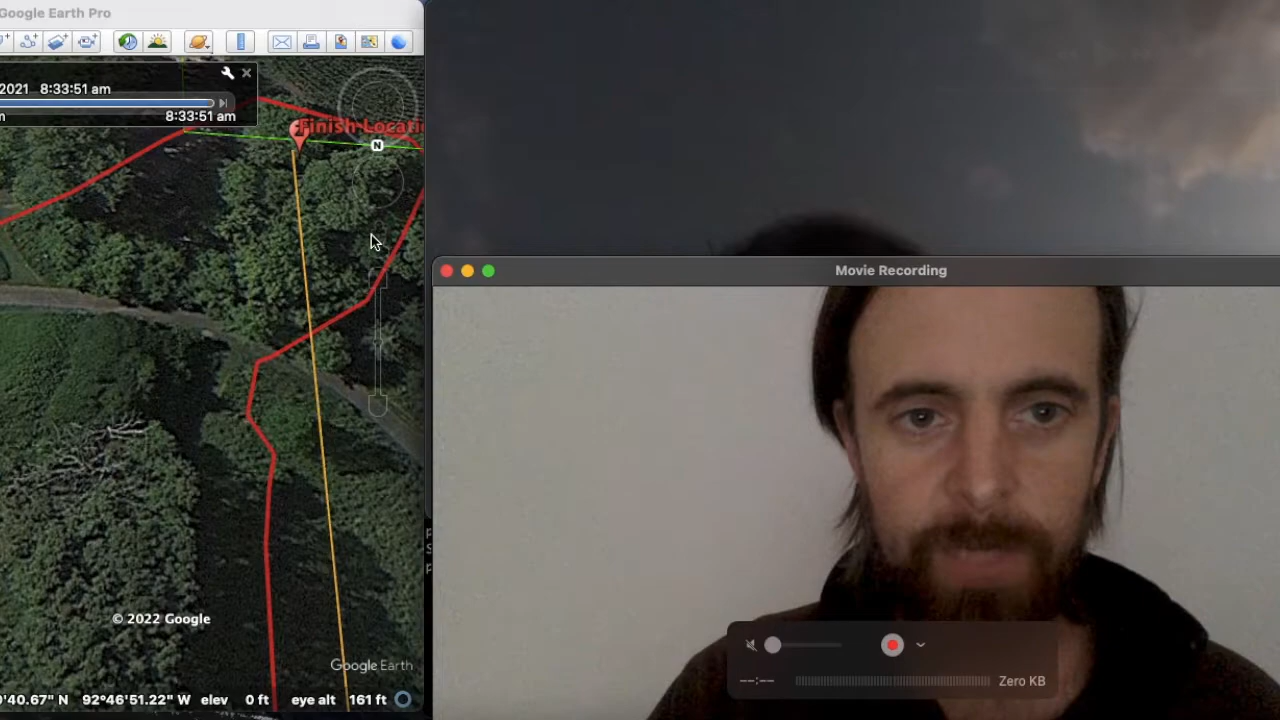 Google Earth Pro
2021 8:33:51 am
8:33:51 am
Finish Locati
N
© 2022 Google
Google Earth
'40.67" N 92°46'51.22" W elev 0 ft eye alt 161 ft
Movie Recording
--:--
Zero KB